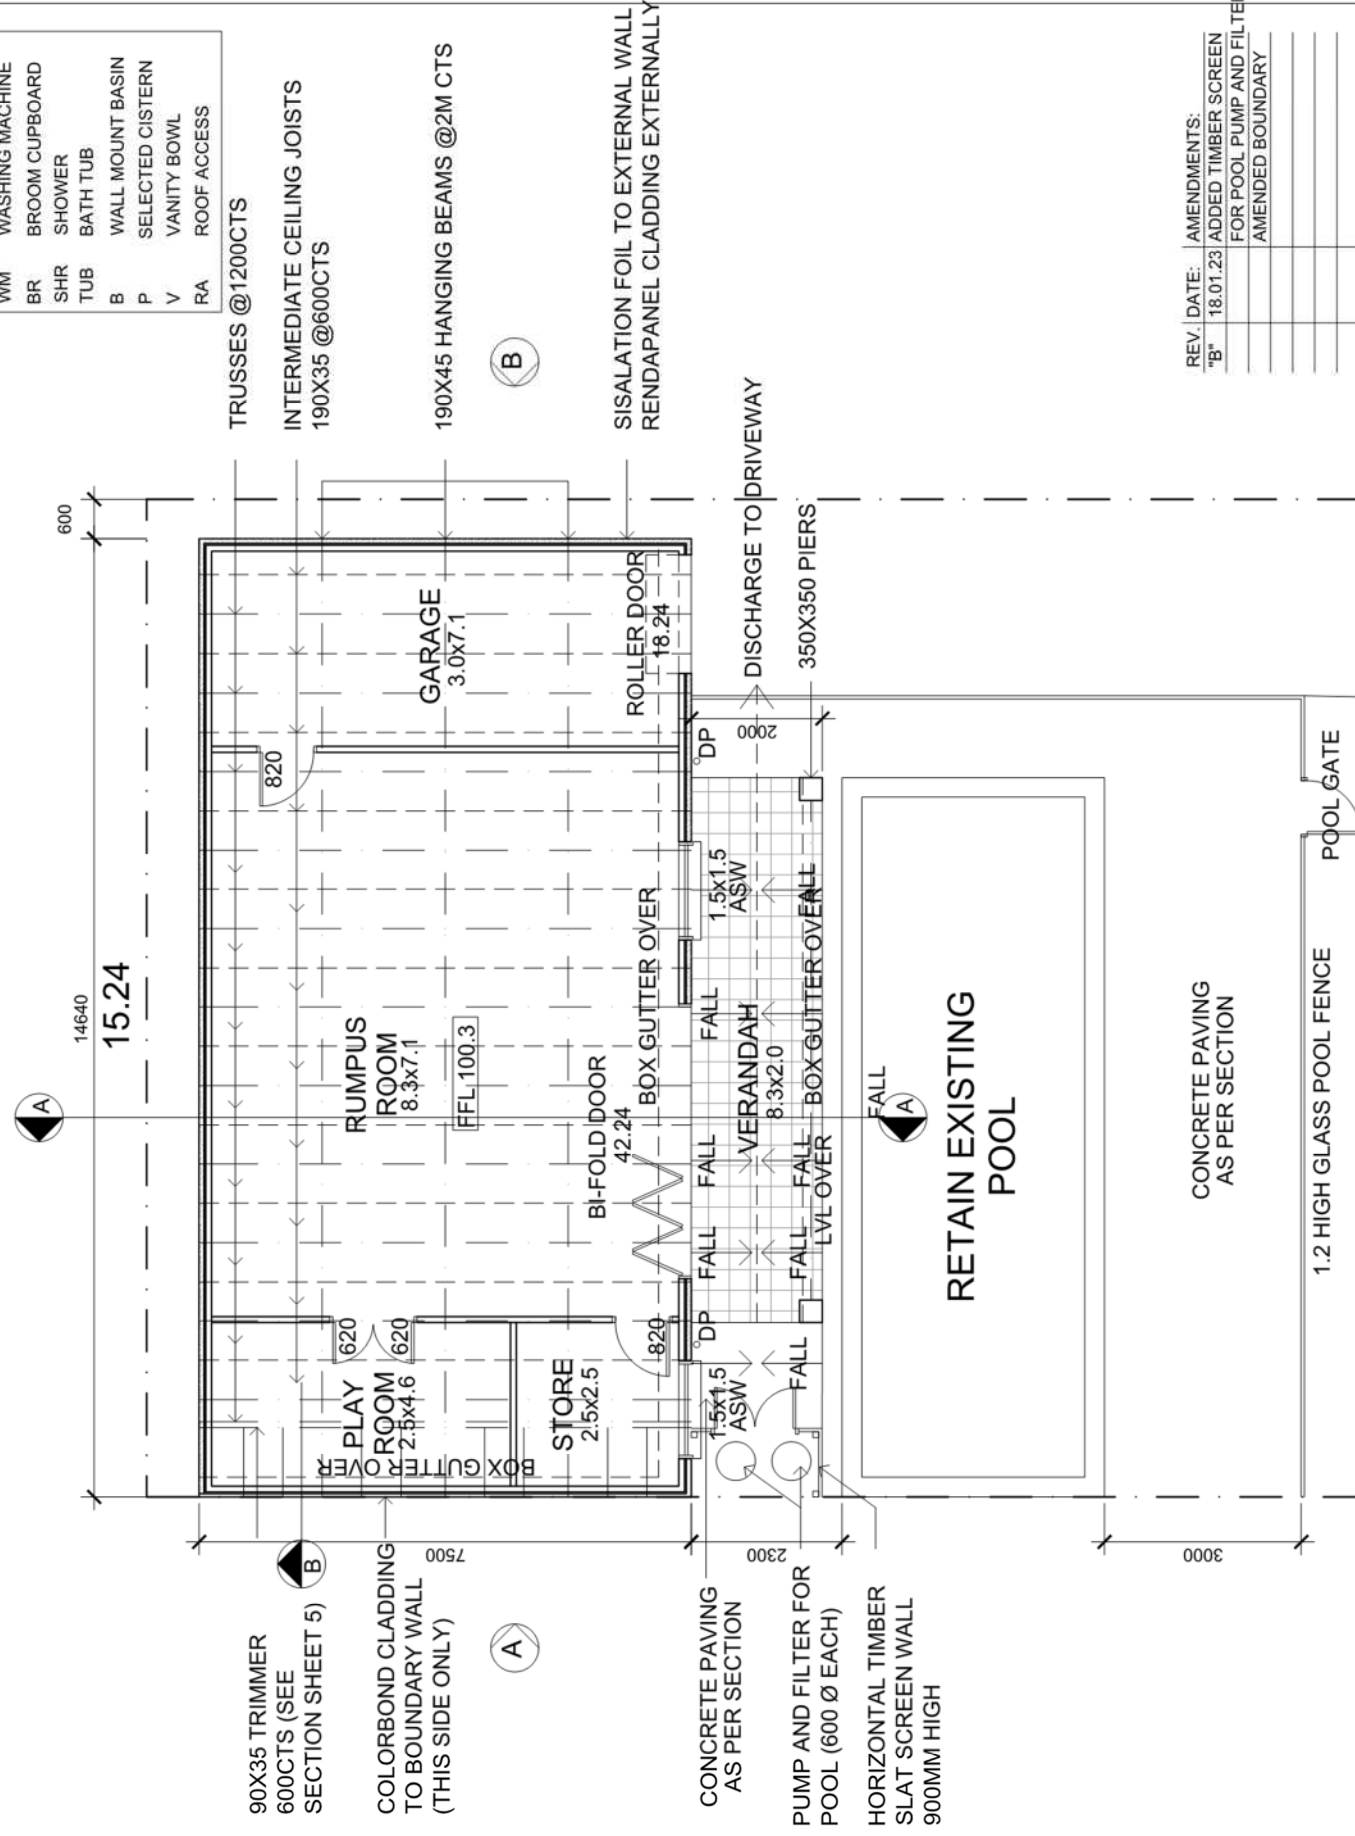 WM WASHING MACHINE
BR BROOM CUPBOARD
SHR SHOWER
TUB BATH TUB
B WALL MOUNT BASIN
P SELECTED CISTERN
V VANITY BOWL
RA ROOF ACCESS
TRUSSES @1200CTS
INTERMEDIATE CEILING JOISTS
190X35 @600CTS
190X45 HANGING BEAMS @2M CTS
B
SISALATION FOIL TO EXTERNAL WALL
RENDAPANEL CLADDING EXTERNALLY
DISCHARGE TO DRIVEWAY
350X350 PIERS
REV. DATE: AMENDMENTS:
"B" 18.01.23 ADDED TIMBER SCREEN
FOR POOL PUMP AND FILTER
AMENDED BOUNDARY
600
14640
15.24
A
GARAGE
3.0x7.1
ROLLER DOOR
18.24
820
RUMPUS
ROOM
8.3x7.1
FFL 100.3
BI-FOLD DOOR
42.24
BOX GUTTER OVER
620
620
PLAY
ROOM
2.5x4.6
BOX GUTTER OVER
STORE
2.5x2.5
820
DP
2000
1.5x1.5
ASW
FALL
FALL
VERANDAH
8.3x2.0
BOX GUTTER OVER
FALL
FALL
FALL
FALL
LVL OVER
DP
1.5x1.5
ASW
FALL
FALL
A
RETAIN EXISTING
POOL
CONCRETE PAVING
AS PER SECTION
1.2 HIGH GLASS POOL FENCE
POOL GATE
7500
2300
3000
90X35 TRIMMER
600CTS (SEE
SECTION SHEET 5)
B
COLORBOND CLADDING
TO BOUNDARY WALL
(THIS SIDE ONLY)
A
CONCRETE PAVING
AS PER SECTION
PUMP AND FILTER FOR
POOL (600 Ø EACH)
HORIZONTAL TIMBER
SLAT SCREEN WALL
900MM HIGH